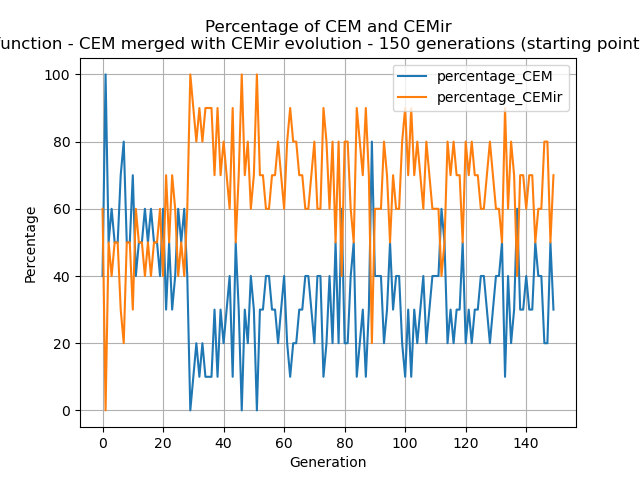 Percentage of CEM and CEMir
function - CEM merged with CEMir evolution - 150 generations (starting point
100
80
60
40
20
0
Percentage
percentage_CEM
percentage_CEMir
0 20 40 60 80 100 120 140
Generation